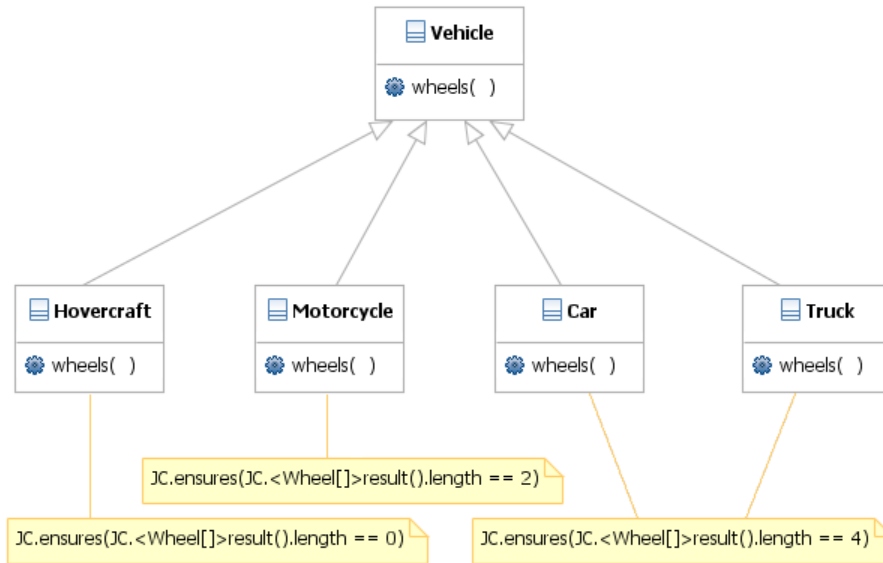 Vehicle
wheels( )
Hovercraft
wheels( )
Motorcycle
wheels( )
Car
wheels( )
Truck
wheels( )
JC.ensures(JC.<Wheel[]>result().length == 2)
JC.ensures(JC.<Wheel[]>result().length == 0)
JC.ensures(JC.<Wheel[]>result().length == 4)